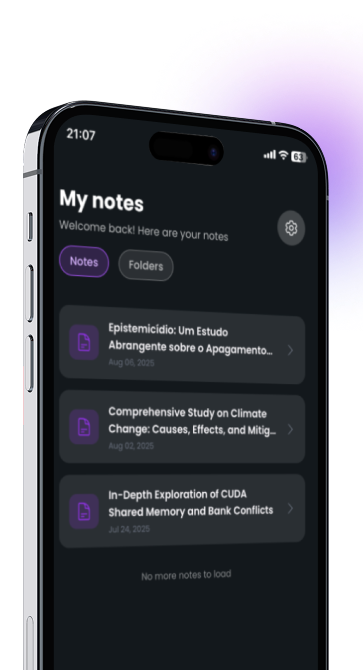 21:07
63
My notes
Welcome back! Here are your notes
Notes
Folders
Epistemicídio: Um Estudo
Abrangente sobre o Apagamento...
Aug 05, 2025
Comprehensive Study on Climate
Change: Causes, Effects, and Mitig...
Aug 02, 2025
In-Depth Exploration of CUDA
Shared Memory and Bank Conflicts
Jul 24, 2025
No more notes to load